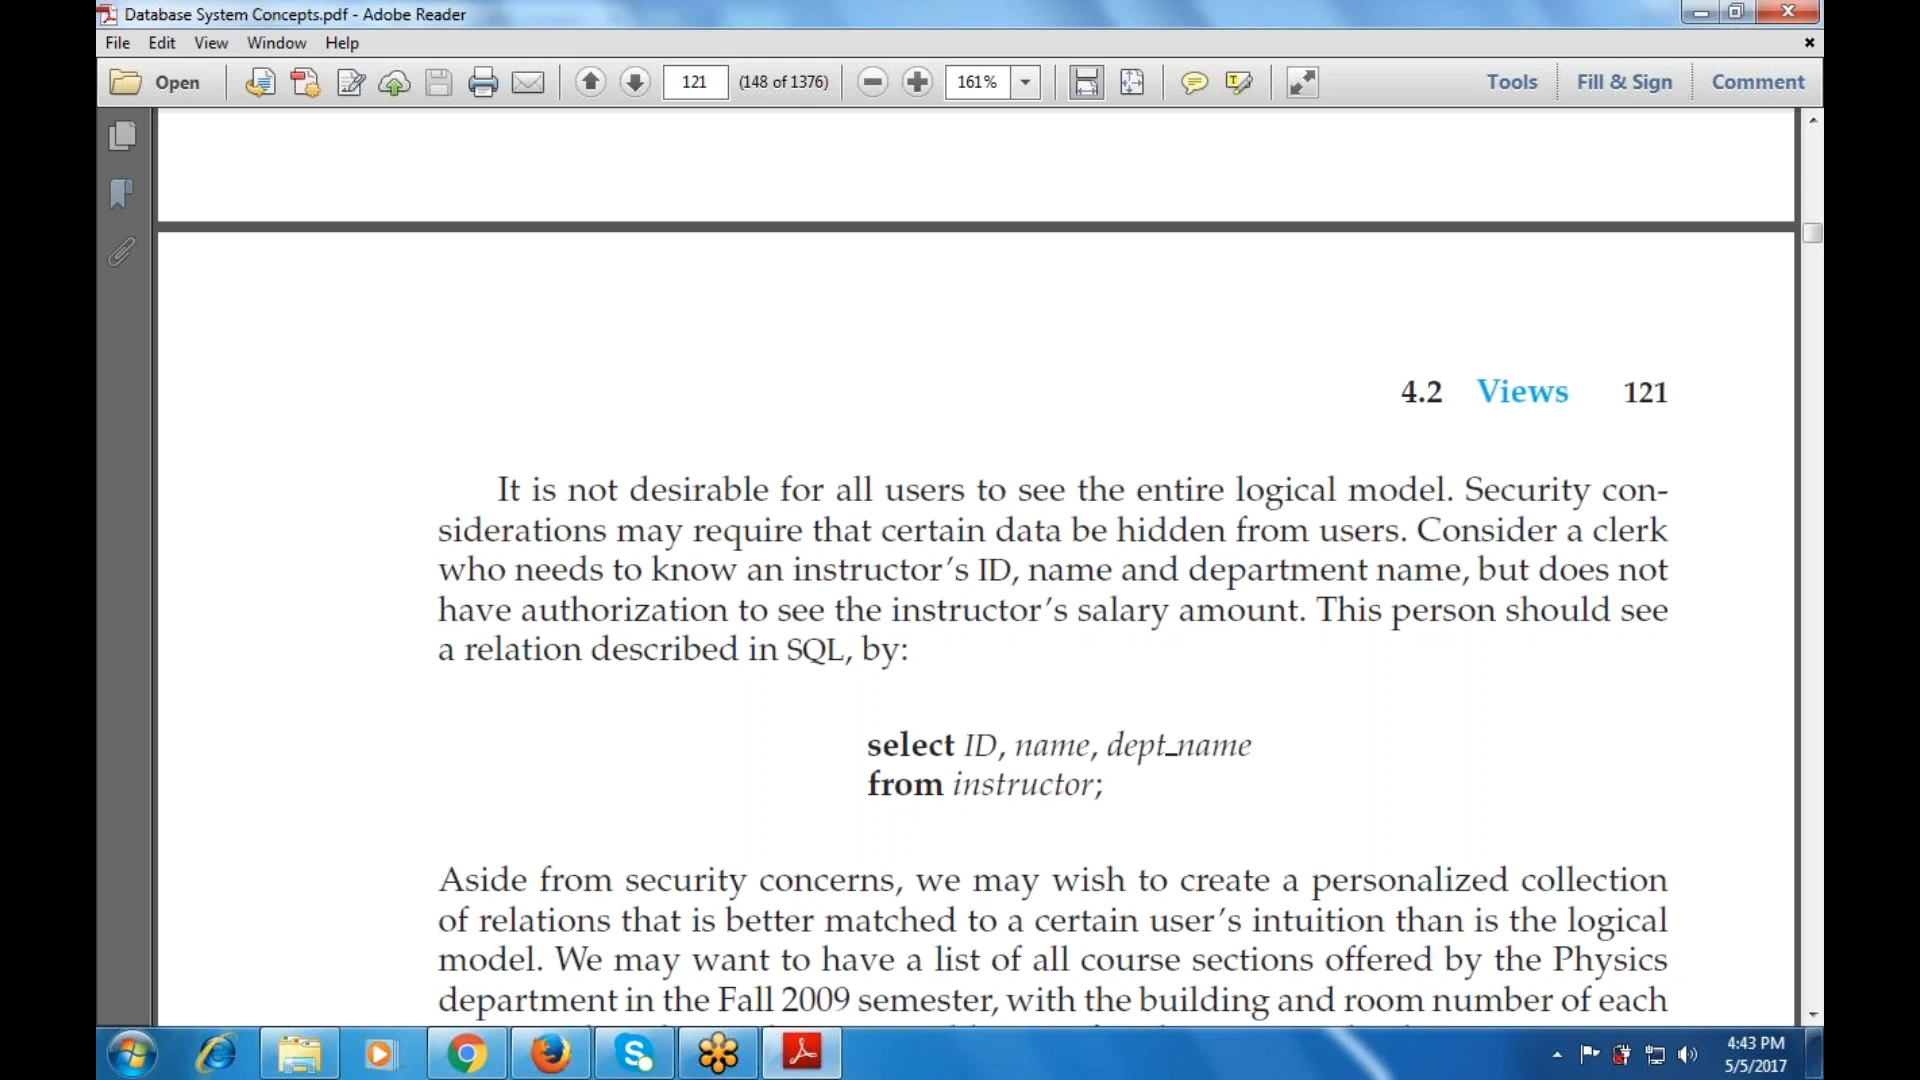 Database System Concepts.pdf - Adobe Reader
File Edit View Window Help
Open 121 (148 of 1376) 161% Tools Fill & Sign Comment
4.2 Views 121
It is not desirable for all users to see the entire logical model. Security con-
siderations may require that certain data be hidden from users. Consider a clerk
who needs to know an instructor’s ID, name and department name, but does not
have authorization to see the instructor’s salary amount. This person should see
a relation described in SQL, by:
select ID, name, dept_name
from instructor;
Aside from security concerns, we may wish to create a personalized collection
of relations that is better matched to a certain user’s intuition than is the logical
model. We may want to have a list of all course sections offered by the Physics
department in the Fall 2009 semester, with the building and room number of each
4:43 PM
5/5/2017